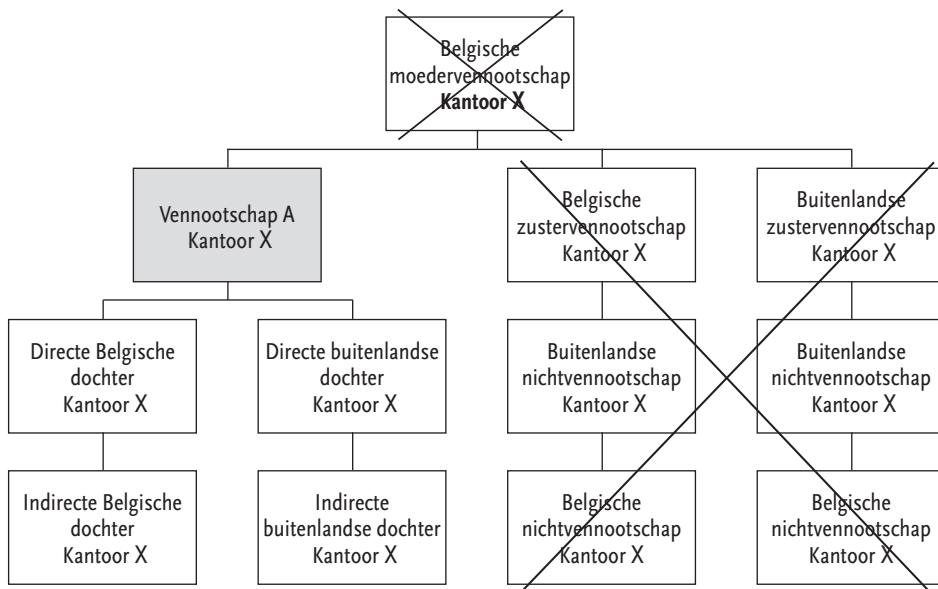 Belgische
moedervennootschap
Kantoor X
Vennootschap A
Kantoor X
Belgische
zustervennootschap
Kantoor X
Buitenlandse
zustervennootschap
Kantoor X
Directe Belgische
dochter
Kantoor X
Directe buitenlandse
dochter
Kantoor X
Buitenlandse
nichtvennootschap
Kantoor X
Buitenlandse
nichtvennootschap
Kantoor X
Indirecte Belgische
dochter
Kantoor X
Indirecte
buitenlandse dochter
Kantoor X
Belgische
nichtvennootschap
Kantoor X
Belgische
nichtvennootschap
Kantoor X